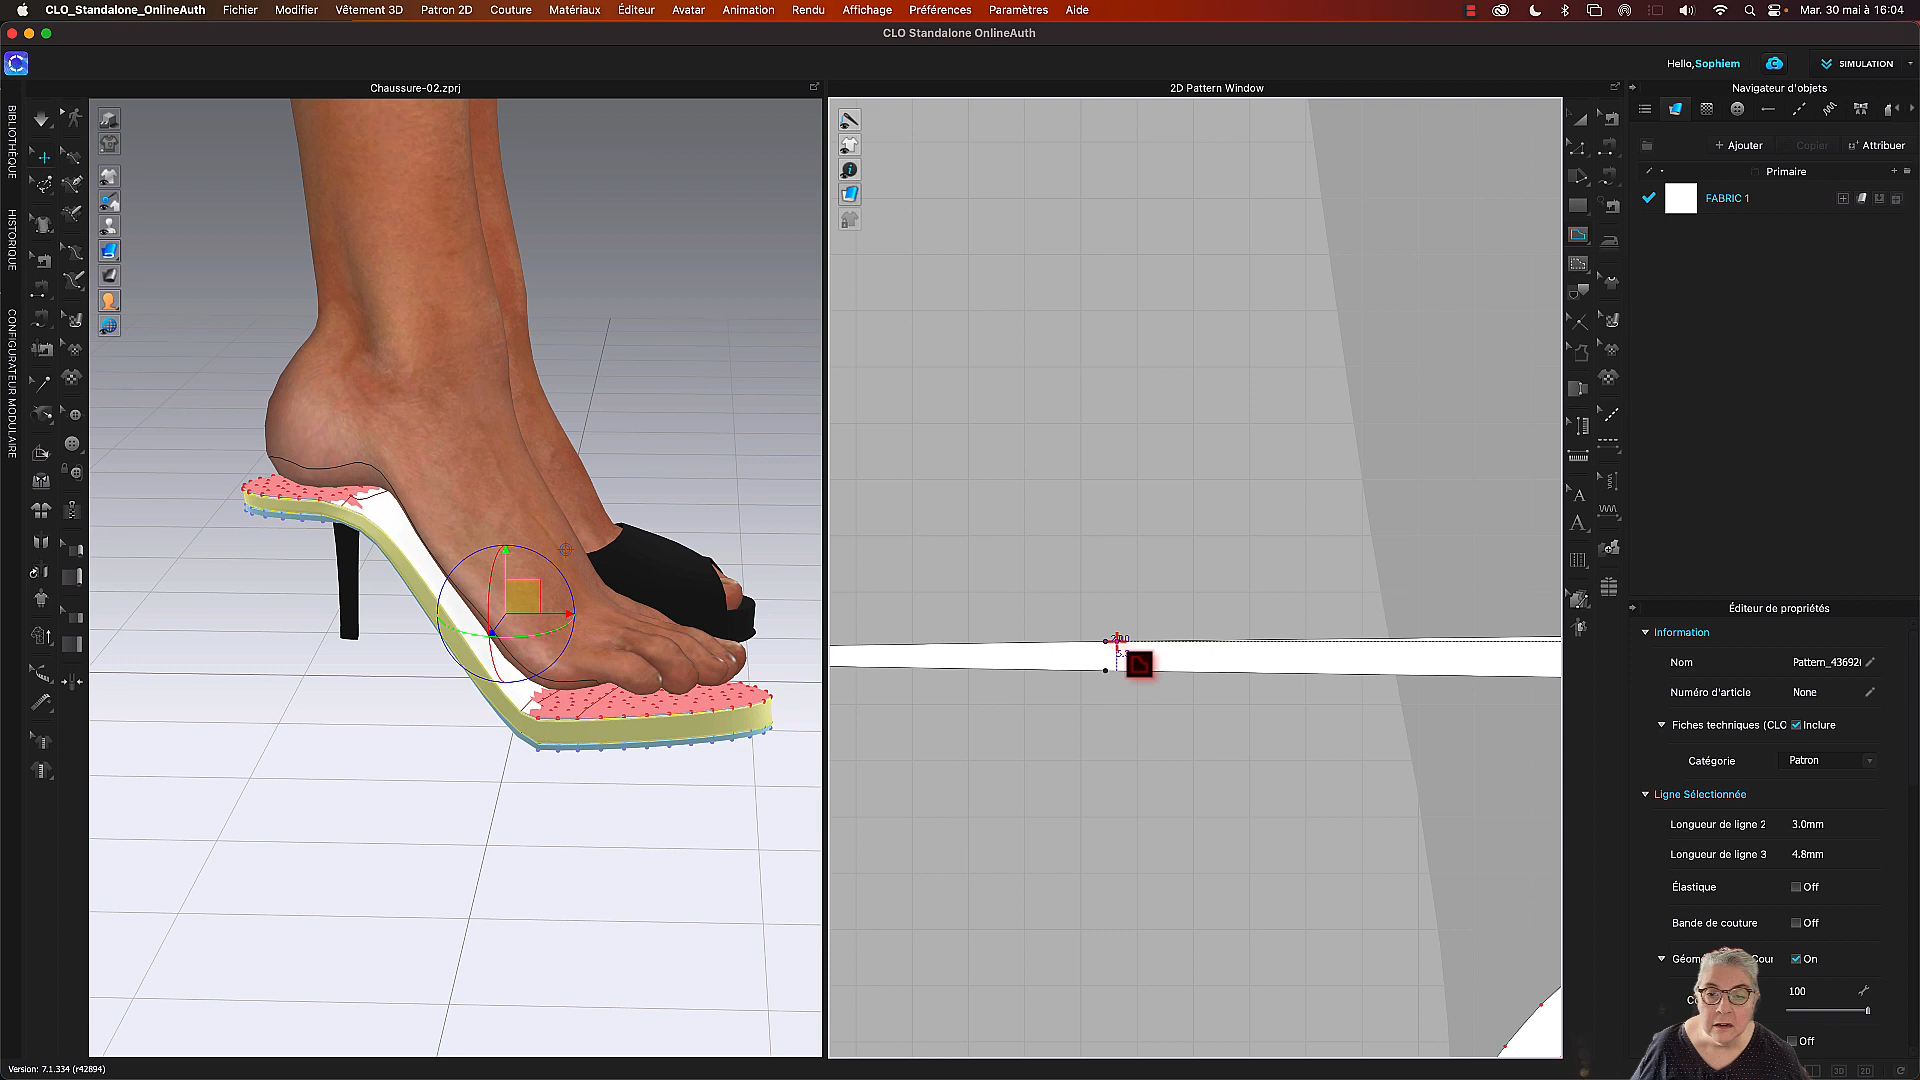 CLO_Standalone_OnlineAuth Fichier Modifier Vêtement 3D Patron 2D Couture Matériaux Éditeur Avatar Animation Rendu Affichage Préférences Paramètres Aide Mar. 30 mai à 16:04
CLO Standalone OnlineAuth
Hello,Sophiem SIMULATION
Chaussure-02.zprj
2D Pattern Window
Navigateur d'objets
BIBLIOTHÈQUE
HISTORIQUE
CONFIGURATEUR MODULAIRE
+ Ajouter Copier Attribuer
Primaire
FABRIC 1
Éditeur de propriétés
Information
Nom Pattern_43692
Numéro d'article None
Fiches techniques (CLO Inclure
Catégorie Patron
Ligne Sélectionnée
Longueur de ligne 2 3.0mm
Longueur de ligne 3 4.8mm
Élastique Off
Bande de couture Off
Géom Cour On
100
Off
Version: 7.1.334 (r42894)
3D 2D